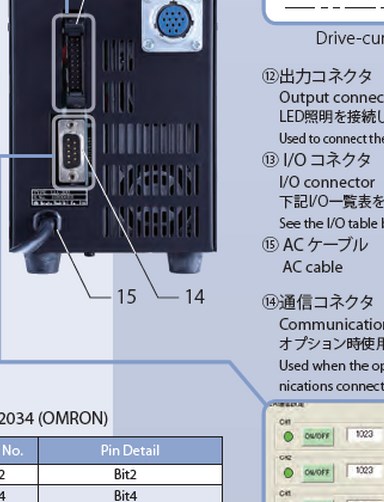 Drive-cur
⑫出力コネクタ
Output connec
LED照明を接続し
Used to connect the
⑬ I/O コネクタ
I/O connector
下記I/O一覧表を
See the I/O table b
⑮ AC ケーブル
AC cable
15
14
⑭通信コネクタ
Communication
オプション時使用
Used when the op
nications connect
2034 (OMRON)
No.
Pin Detail
2
Bit2
4
Bit4
CH1
ON/OFF
1023
CH2
ON/OFF
1023